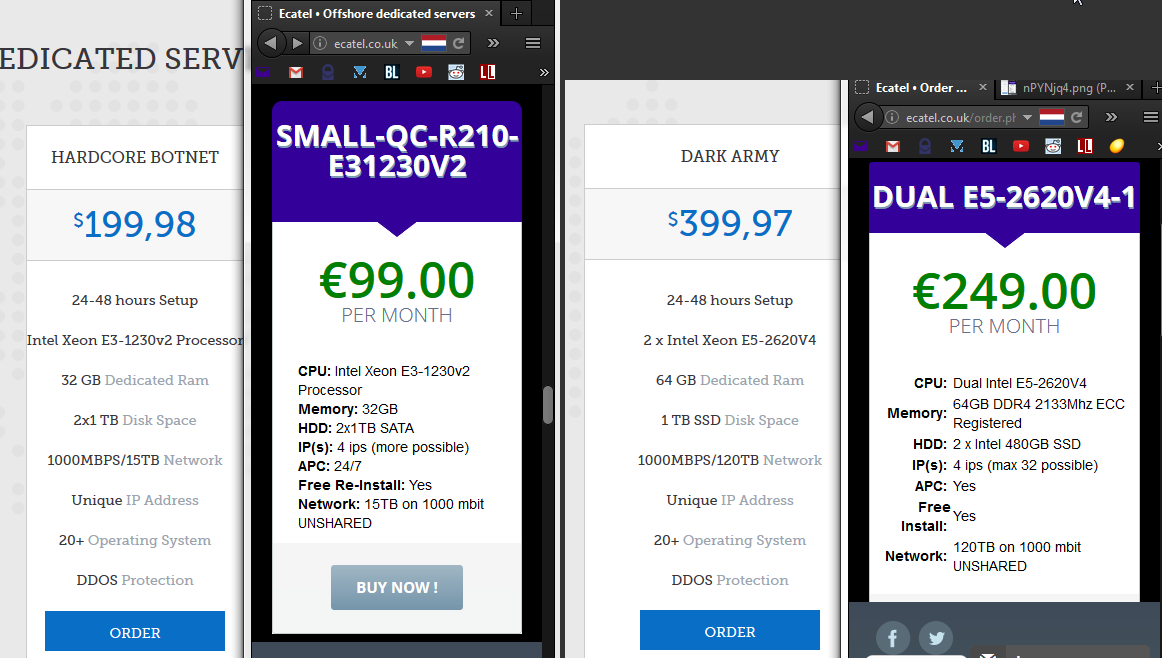 EDICATED SERV
HARDCORE BOTNET
$199,98
24-48 hours Setup
Intel Xeon E3-1230v2 Processor
32 GB Dedicated Ram
2x1 TB Disk Space
1000MBPS/15TB Network
Unique IP Address
20+ Operating System
DDOS Protection
ORDER
Ecatel • Offshore dedicated servers
ecatel.co.uk
BL
LL
SMALL-QC-R210-
E31230V2
€99.00
PER MONTH
CPU: Intel Xeon E3-1230v2
Processor
Memory: 32GB
HDD: 2x1TB SATA
IP(s): 4 ips (more possible)
APC: 24/7
Free Re-Install: Yes
Network: 15TB on 1000 mbit
UNSHARED
BUY NOW !
DARK ARMY
$399,97
24-48 hours Setup
2 x Intel Xeon E5-2620V4
64 GB Dedicated Ram
1 TB SSD Disk Space
1000MBPS/120TB Network
Unique IP Address
20+ Operating System
DDOS Protection
ORDER
Ecatel • Order ...
nPYNjq4.png (P...
ecatel.co.uk/order.ph
BL
LL
DUAL E5-2620V4-1
€249.00
PER MONTH
CPU: Dual Intel E5-2620V4
Memory: 64GB DDR4 2133Mhz ECC
Registered
HDD: 2 x Intel 480GB SSD
IP(s): 4 ips (max 32 possible)
APC: Yes
Free
Install: Yes
Network: 120TB on 1000 mbit
UNSHARED